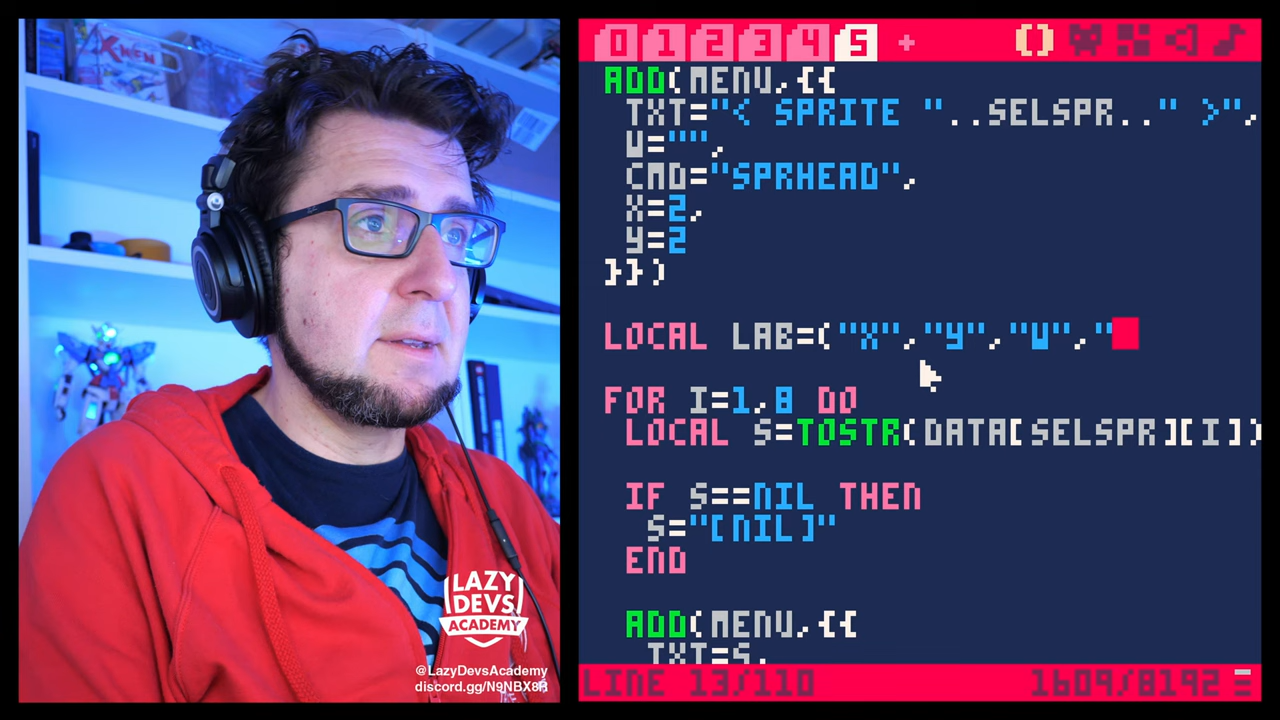 LAZY
DEVS
ACADEMY
@LazyDevsAcademy
discord.gg/N9NBX8R
0 1 2 3 4 5 +
ADD(MENU,{{
TXT="< SPRITE "..SELSPR.." >",
W="",
CMD="SPRHEAD",
X=2,
Y=2
}})
LOCAL LAB=("X","Y","W","
FOR I=1,8 DO
LOCAL S=TOSTR(DATA[SELSPR][I])
IF S==NIL THEN
S="[NIL]"
END
ADD(MENU,{{
TXT=S,
LINE 13/110
1609/8192